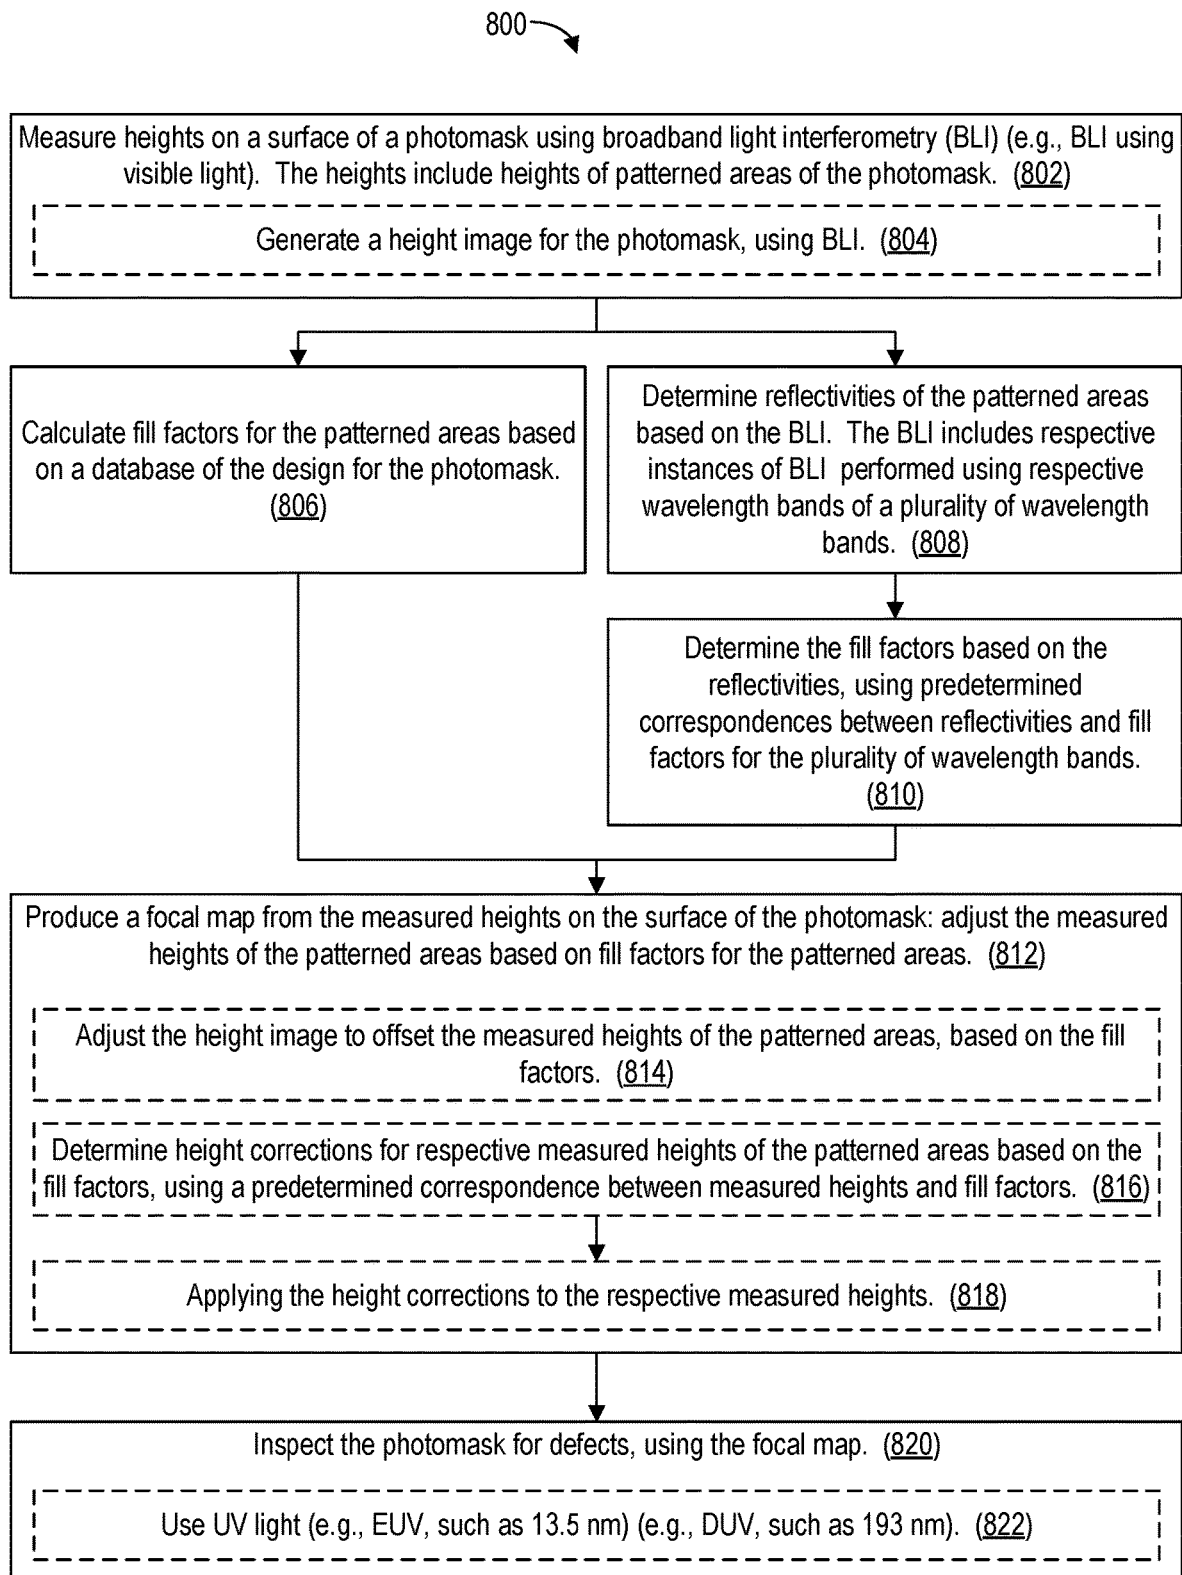 800
Measure heights on a surface of a photomask using broadband light interferometry (BLI) (e.g., BLI using
visible light). The heights include heights of patterned areas of the photomask. (802)
Generate a height image for the photomask, using BLI. (804)
Calculate fill factors for the patterned areas based
on a database of the design for the photomask.
(806)
Determine reflectivities of the patterned areas
based on the BLI. The BLI includes respective
instances of BLI performed using respective
wavelength bands of a plurality of wavelength
bands. (808)
Determine the fill factors based on the
reflectivities, using predetermined
correspondences between reflectivities and fill
factors for the plurality of wavelength bands.
(810)
Produce a focal map from the measured heights on the surface of the photomask: adjust the measured
heights of the patterned areas based on fill factors for the patterned areas. (812)
Adjust the height image to offset the measured heights of the patterned areas, based on the fill
factors. (814)
Determine height corrections for respective measured heights of the patterned areas based on the
fill factors, using a predetermined correspondence between measured heights and fill factors. (816)
Applying the height corrections to the respective measured heights. (818)
Inspect the photomask for defects, using the focal map. (820)
Use UV light (e.g., EUV, such as 13.5 nm) (e.g., DUV, such as 193 nm). (822)